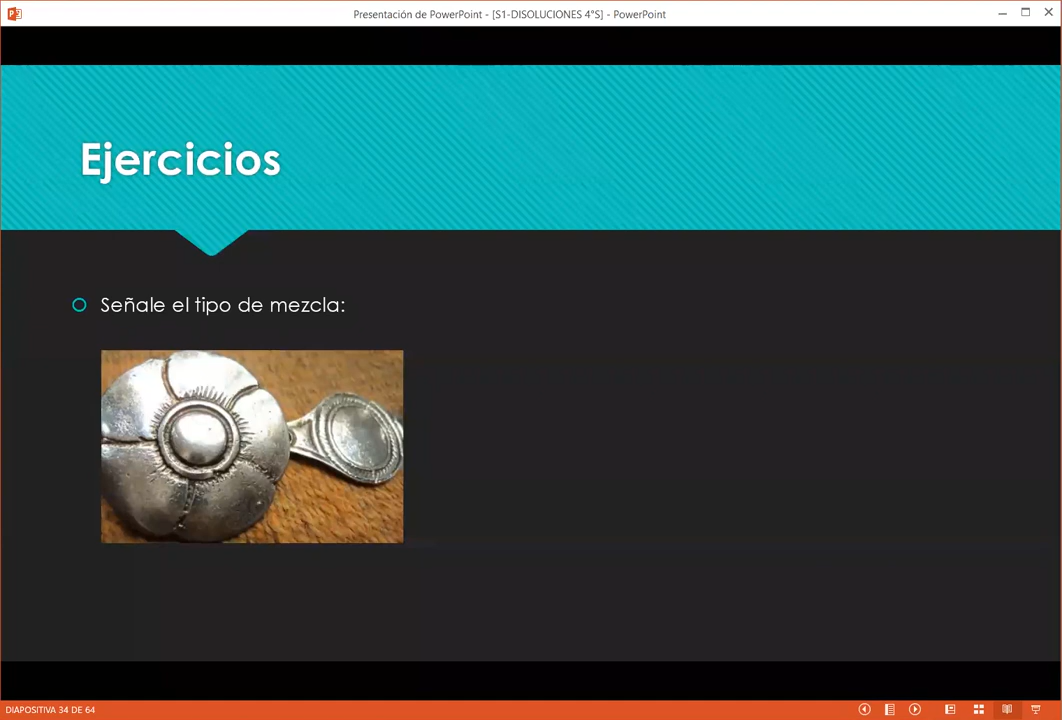 Presentación de PowerPoint - [S1-DISOLUCIONES 4°S] - PowerPoint
Ejercicios
Señale el tipo de mezcla:
DIAPOSITIVA 34 DE 64